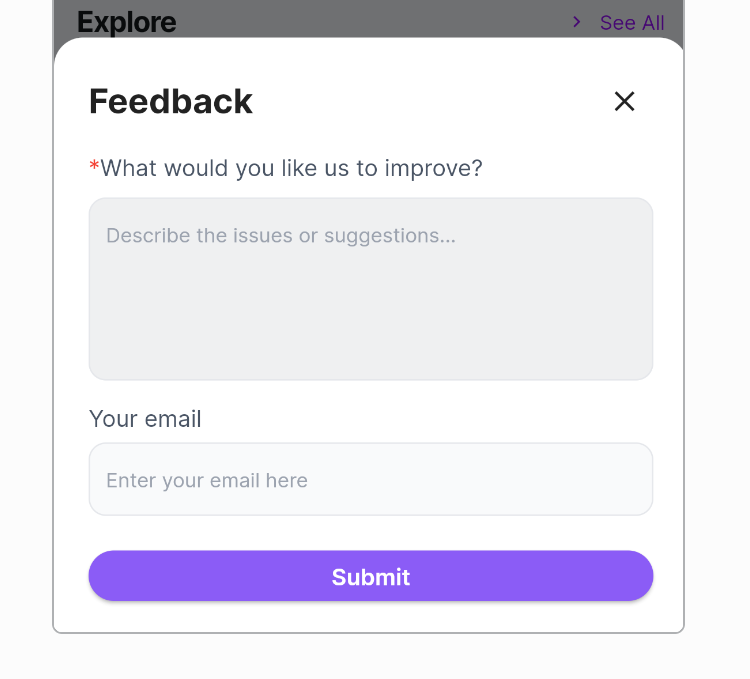 Explore
See All
Feedback
*What would you like us to improve?
Describe the issues or suggestions...
Your email
Enter your email here
Submit